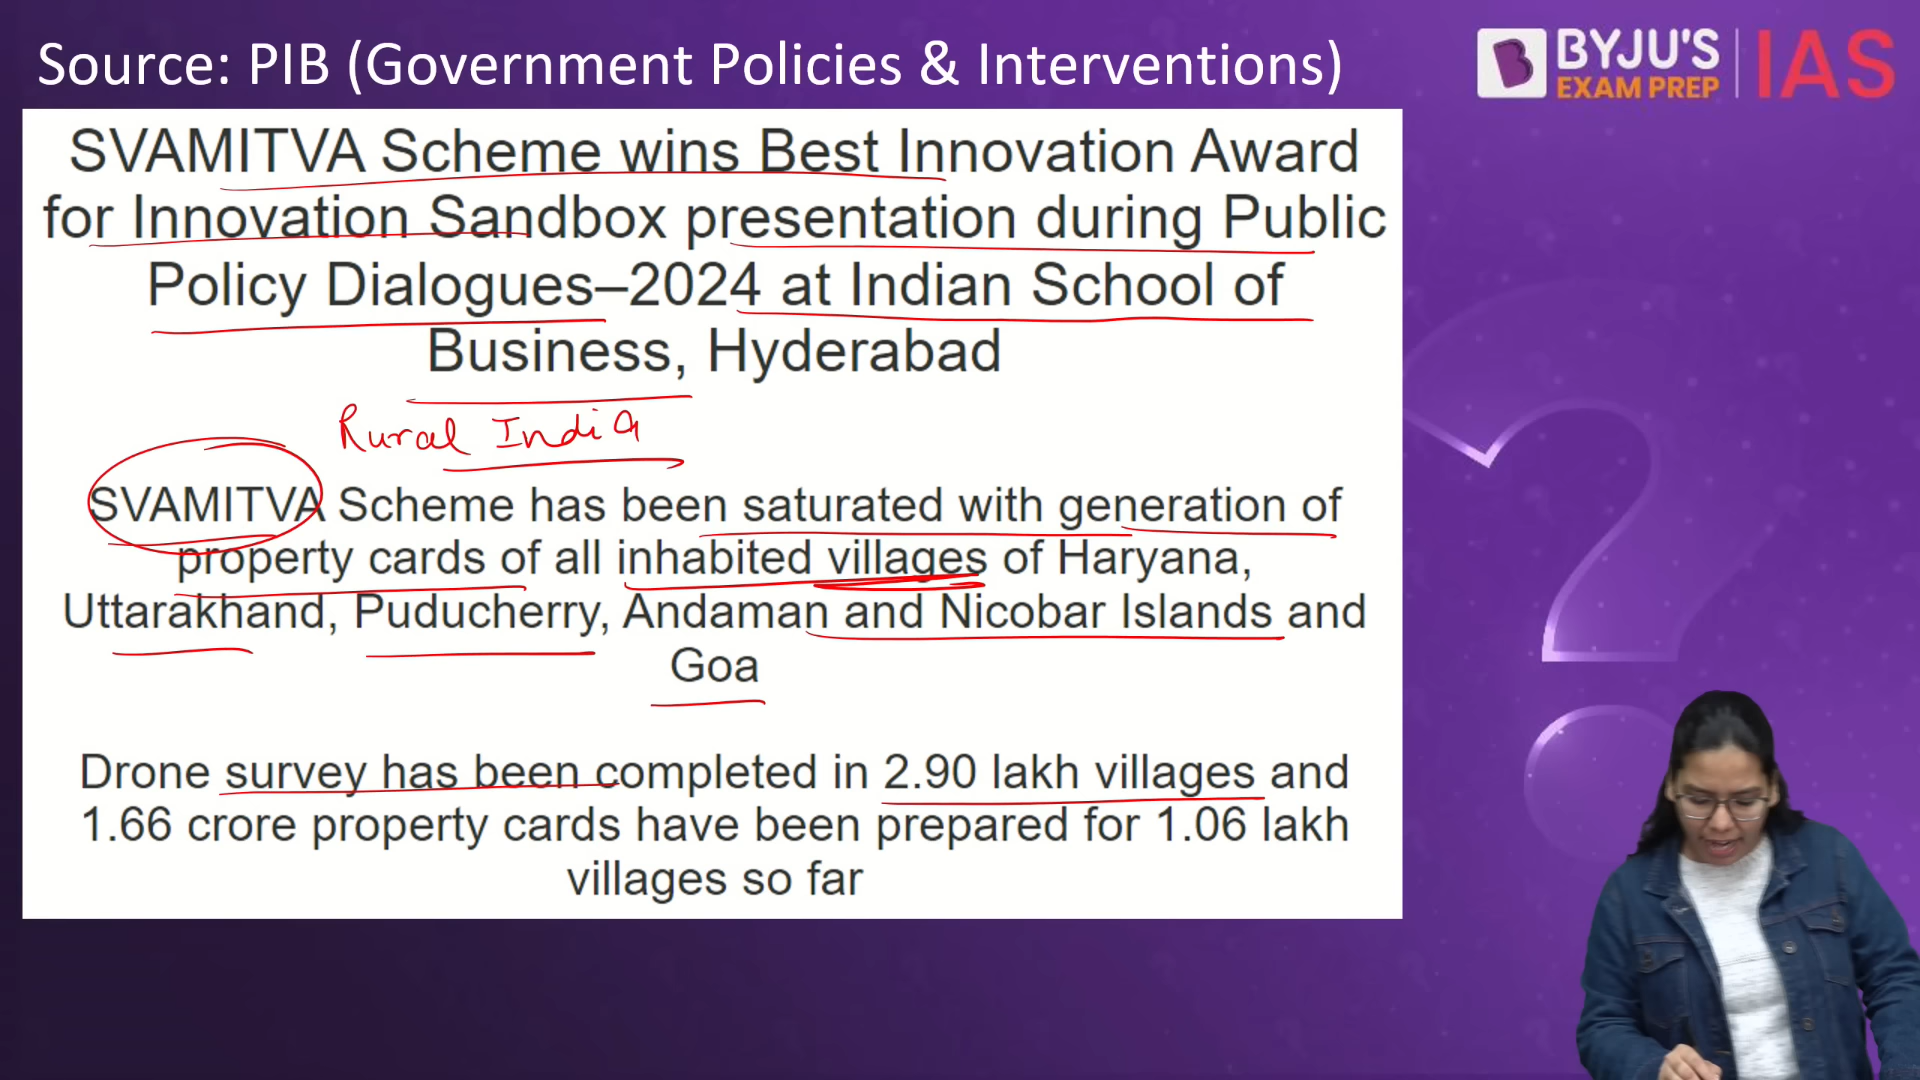 Source: PIB (Government Policies & Interventions)
BYJU'S
EXAM PREP
IAS
SVAMITVA Scheme wins Best Innovation Award
for Innovation Sandbox presentation during Public
Policy Dialogues–2024 at Indian School of
Business, Hyderabad
Rural India
SVAMITVA Scheme has been saturated with generation of
property cards of all inhabited villages of Haryana,
Uttarakhand, Puducherry, Andaman and Nicobar Islands and
Goa
Drone survey has been completed in 2.90 lakh villages and
1.66 crore property cards have been prepared for 1.06 lakh
villages so far